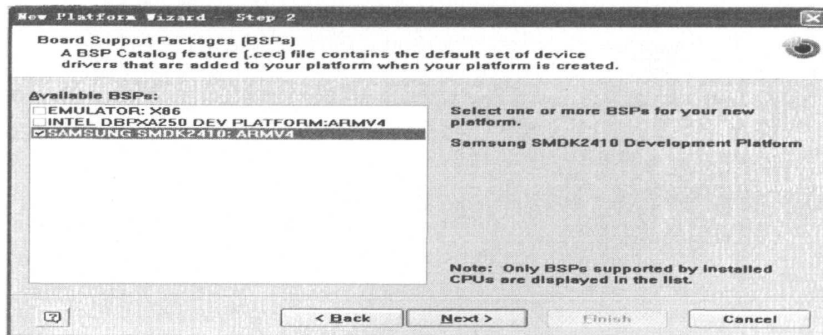 New Platform Wizard - Step 2
Board Support Packages (BSPs)
A BSP Catalog feature (.cec) file contains the default set of device
drivers that are added to your platform when your platform is created.
Available BSPs:
EMULATOR: X86
INTEL DBPXA250 DEV PLATFORM:ARMV4
SAMSUNG SMDK2410: ARMV4
Select one or more BSPs for your new
platform.
Samsung SMDK2410 Development Platform
Note: Only BSPs supported by installed
CPUs are displayed in the list.
?
< Back
Next >
Finish
Cancel